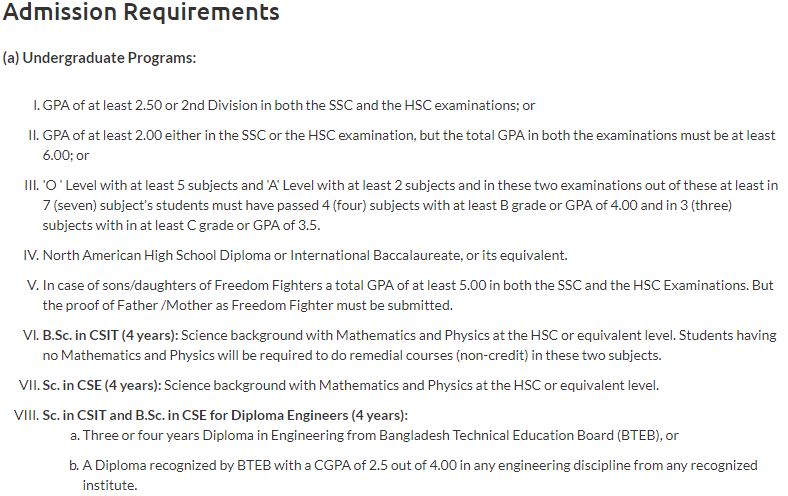 Admission Requirements
(a) Undergraduate Programs:
I. GPA of at least 2.50 or 2nd Division in both the SSC and the HSC examinations; or
II. GPA of at least 2.00 either in the SSC or the HSC examination, but the total GPA in both the examinations must be at least
6.00; or
III. 'O ' Level with at least 5 subjects and 'A' Level with at least 2 subjects and in these two examinations out of these at least in
7 (seven) subject's students must have passed 4 (four) subjects with at least B grade or GPA of 4.00 and in 3 (three)
subjects with in at least C grade or GPA of 3.5.
IV. North American High School Diploma or International Baccalaureate, or its equivalent.
V. In case of sons/daughters of Freedom Fighters a total GPA of at least 5.00 in both the SSC and the HSC Examinations. But
the proof of Father /Mother as Freedom Fighter must be submitted.
VI. B.Sc. in CSIT (4 years): Science background with Mathematics and Physics at the HSC or equivalent level. Students having
no Mathematics and Physics will be required to do remedial courses (non-credit) in these two subjects.
VII. Sc. in CSE (4 years): Science background with Mathematics and Physics at the HSC or equivalent level.
VIII. Sc. in CSIT and B.Sc. in CSE for Diploma Engineers (4 years):
a. Three or four years Diploma in Engineering from Bangladesh Technical Education Board (BTEB), or
b. A Diploma recognized by BTEB with a CGPA of 2.5 out of 4.00 in any engineering discipline from any recognized
institute.